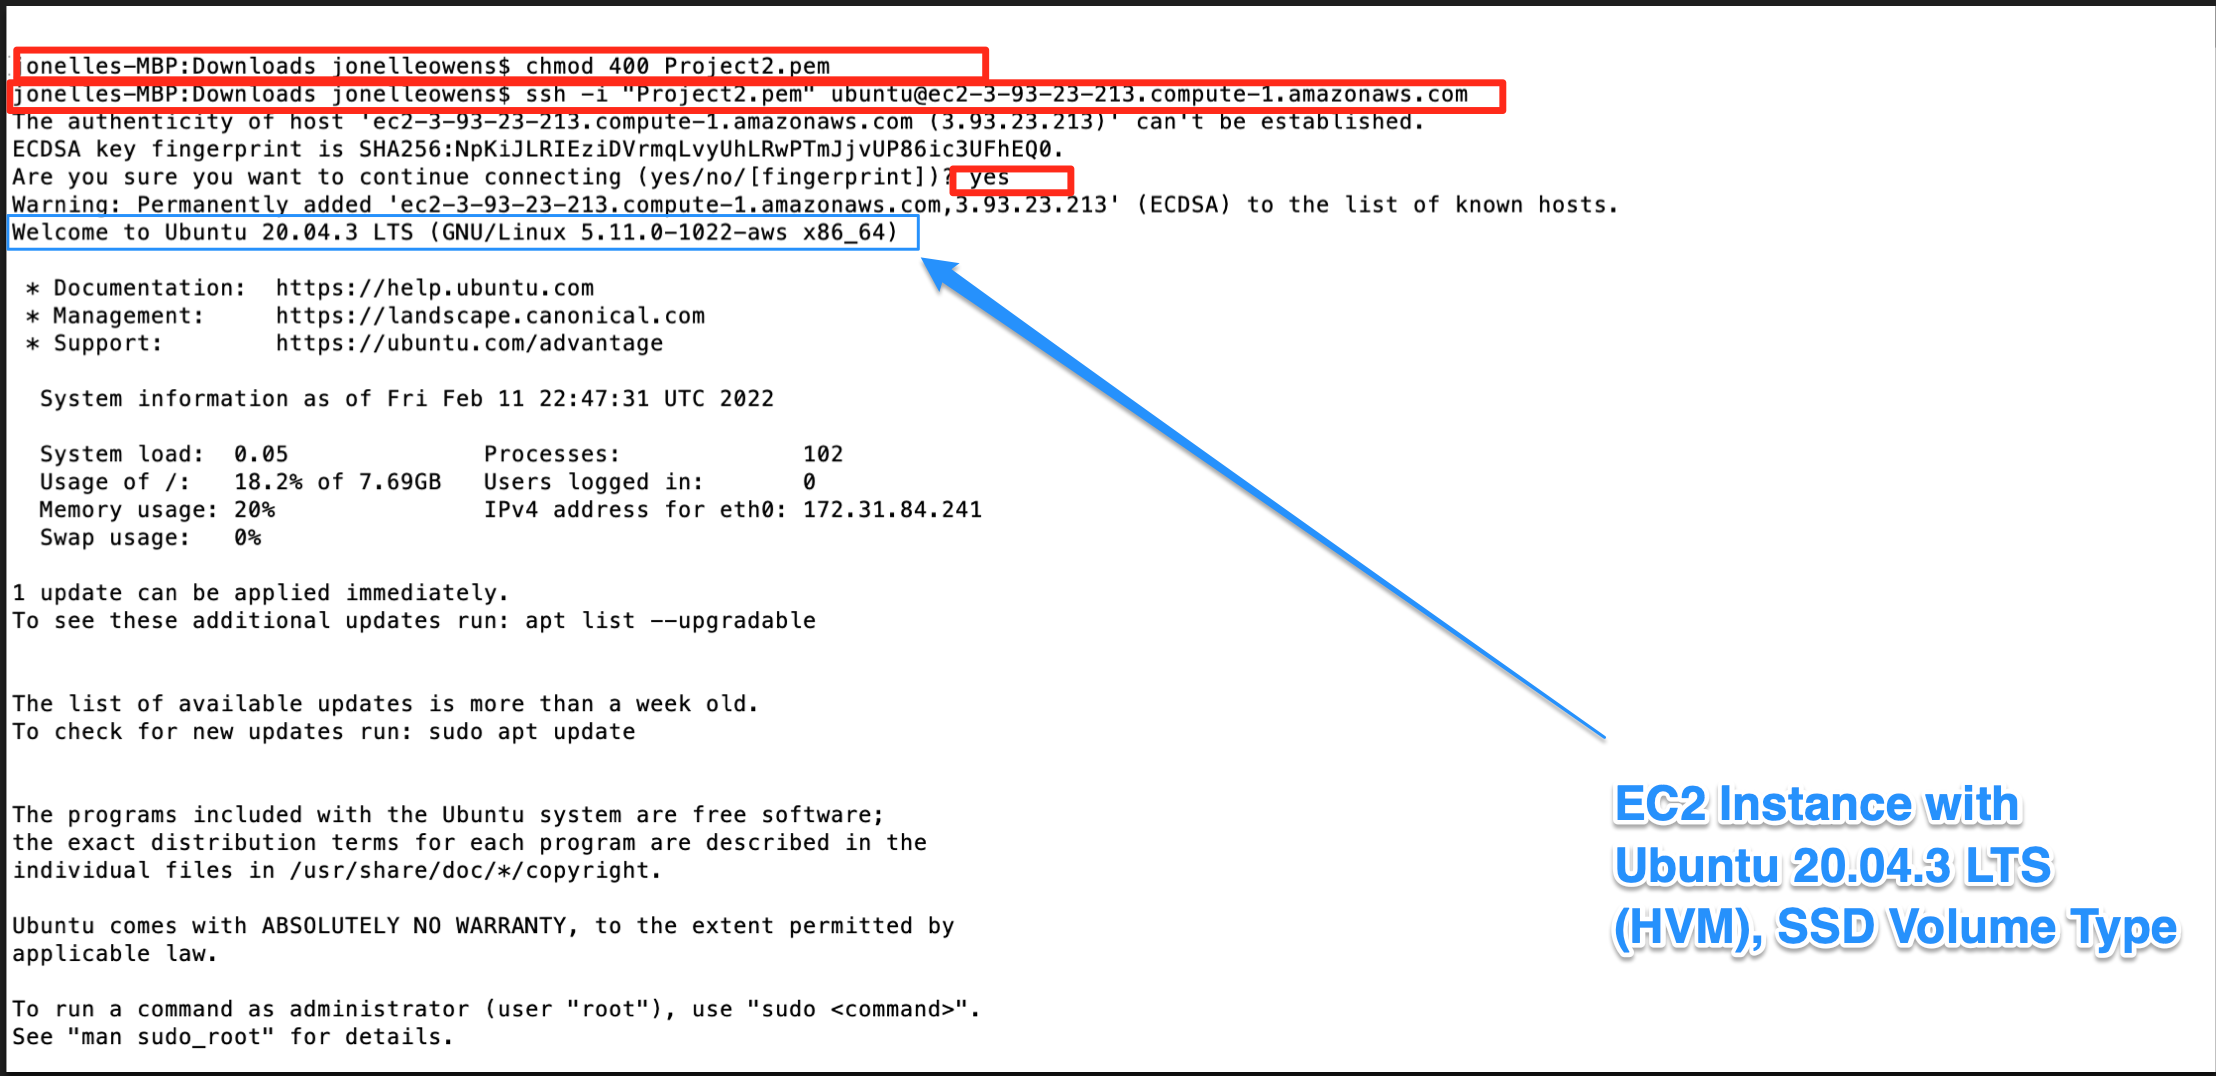 jonelles-MBP:Downloads jonelleowens$ chmod 400 Project2.pem
jonelles-MBP:Downloads jonelleowens$ ssh -i "Project2.pem" ubuntu@ec2-3-93-23-213.compute-1.amazonaws.com
The authenticity of host 'ec2-3-93-23-213.compute-1.amazonaws.com (3.93.23.213)' can't be established.
ECDSA key fingerprint is SHA256:NpKiJLRIEziDVrmqLvyUhLRwPTmJjvUP86ic3UFhEQ0.
Are you sure you want to continue connecting (yes/no/[fingerprint])? yes
Warning: Permanently added 'ec2-3-93-23-213.compute-1.amazonaws.com,3.93.23.213' (ECDSA) to the list of known hosts.
Welcome to Ubuntu 20.04.3 LTS (GNU/Linux 5.11.0-1022-aws x86_64)
* Documentation:  https://help.ubuntu.com
* Management:     https://landscape.canonical.com
* Support:        https://ubuntu.com/advantage
System information as of Fri Feb 11 22:47:31 UTC 2022
System load:  0.05              Processes:             102
Usage of /:   18.2% of 7.69GB   Users logged in:       0
Memory usage: 20%               IPv4 address for eth0: 172.31.84.241
Swap usage:   0%
1 update can be applied immediately.
To see these additional updates run: apt list --upgradable
The list of available updates is more than a week old.
To check for new updates run: sudo apt update
The programs included with the Ubuntu system are free software;
the exact distribution terms for each program are described in the
individual files in /usr/share/doc/*/copyright.
Ubuntu comes with ABSOLUTELY NO WARRANTY, to the extent permitted by
applicable law.
To run a command as administrator (user "root"), use "sudo <command>".
See "man sudo_root" for details.
EC2 Instance with
Ubuntu 20.04.3 LTS
(HVM), SSD Volume Type